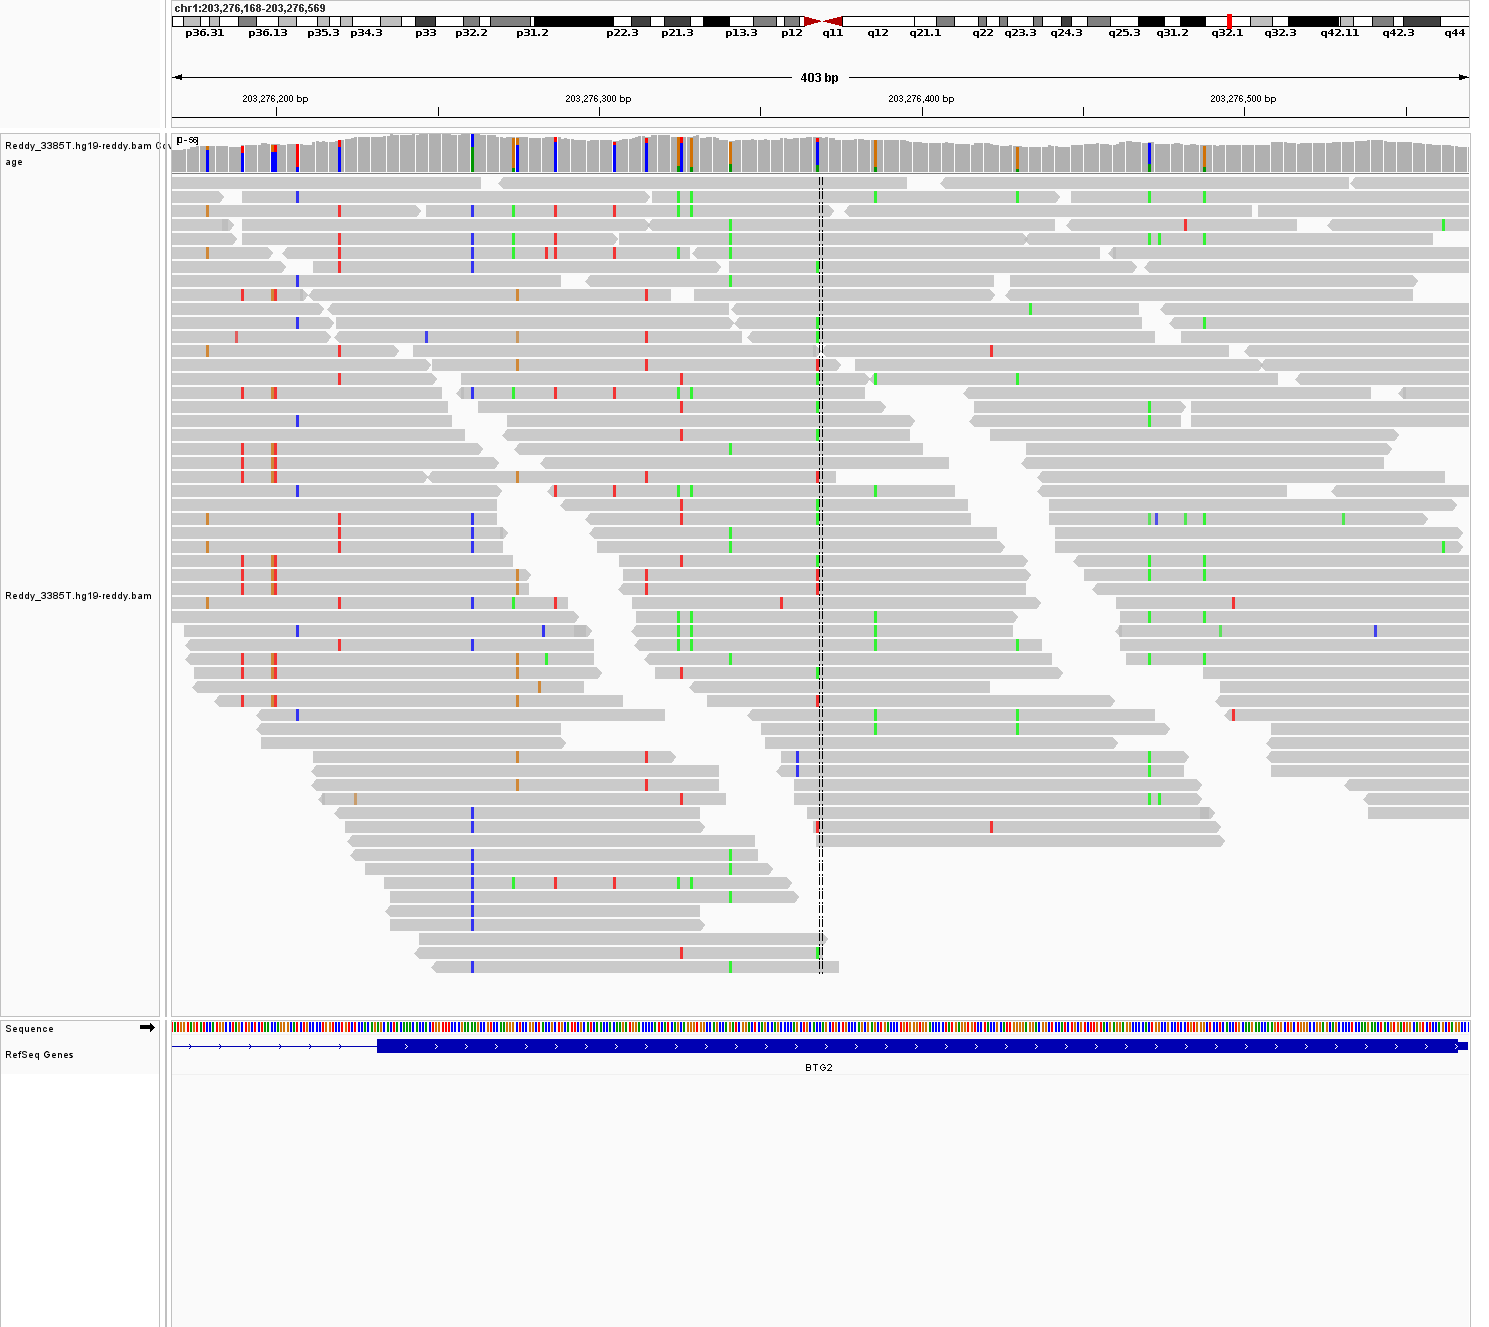 chr1:203,276,168-203,276,569
p36.31 p36.13 p35.3 p34.3 p33 p32.2 p31.2 p22.3 p21.3 p13.3 p12 q11 q12 q21.1 q22 q23.3 q24.3 q25.3 q31.2 q32.1 q32.3 q42.11 q42.3 q44
403 bp
203,276,200 bp 203,276,300 bp 203,276,400 bp 203,276,500 bp
Reddy_3385T.hg19-reddy.bam Cov
age
Reddy_3385T.hg19-reddy.bam
Sequence
RefSeq Genes
BTG2